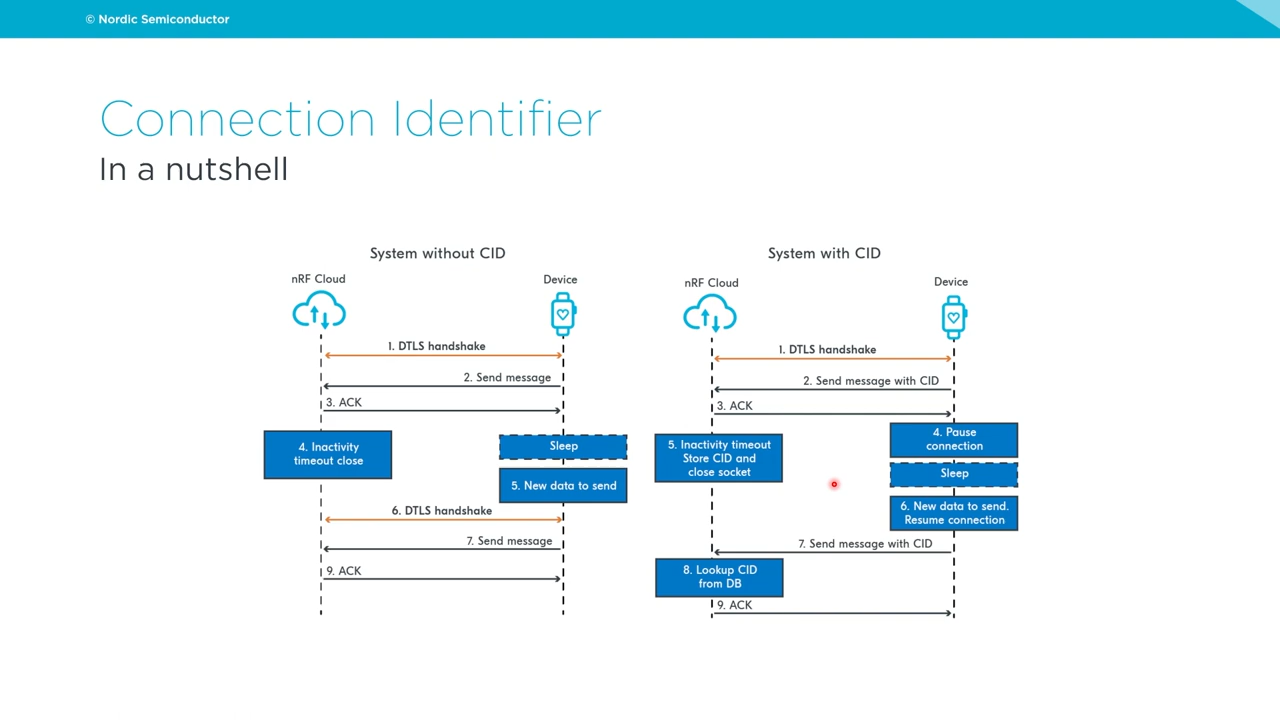 © Nordic Semiconductor
Connection Identifier
In a nutshell
System without CID
nRF Cloud
Device
1. DTLS handshake
2. Send message
3. ACK
4. Inactivity
timeout close
Sleep
5. New data to send
6. DTLS handshake
7. Send message
9. ACK
System with CID
nRF Cloud
Device
1. DTLS handshake
2. Send message with CID
3. ACK
4. Pause
connection
5. Inactivity timeout
Store CID and
close socket
Sleep
6. New data to send.
Resume connection
7. Send message with CID
8. Lookup CID
from DB
9. ACK